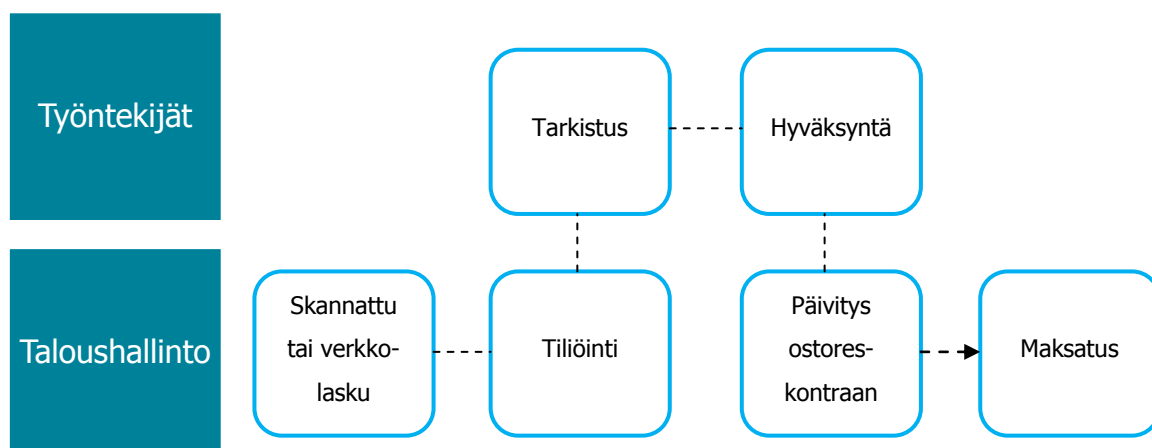 Työntekijät
Tarkistus
Hyväksyntä
Taloushallinto
Skannattu
tai verkko-
lasku
Tiliöinti
Päivitys
ostores-
kontraan
Maksatus